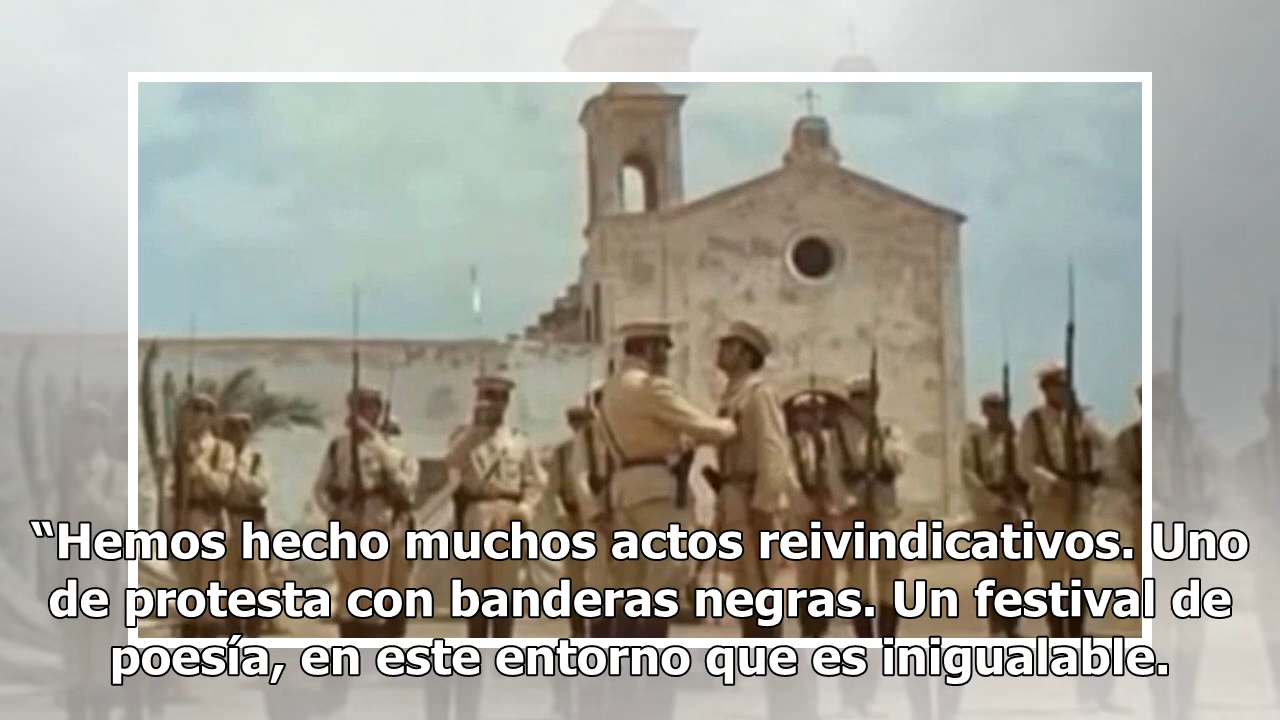 “Hemos hecho muchos actos reivindicativos. Uno
de protesta con banderas negras. Un festival de
poesía, en este entorno que es inigualable.